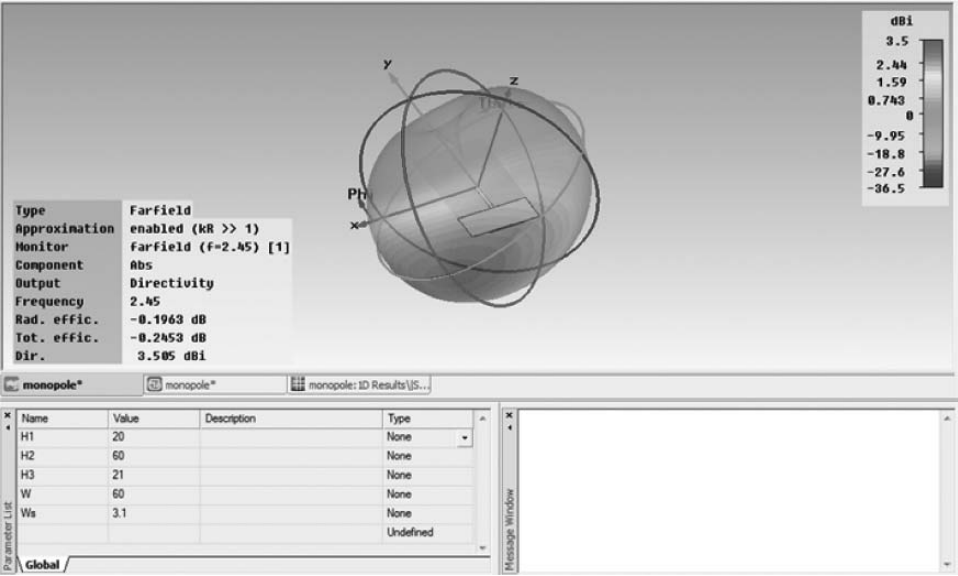 dBi
3.5
2.44
1.59
0.743
0
-9.95
-18.8
-27.6
-36.5
y
z
Ph
x
Type Farfield
Approximation enabled (kR >> 1)
Monitor farfield (f=2.45) [1]
Component Abs
Output Directivity
Frequency 2.45
Rad. effic. -0.1963 dB
Tot. effic. -0.2453 dB
Dir. 3.505 dBi
monopole* monopole* monopole: 1D Results\|S...
Name Value Description Type
H1 20 None
H2 60 None
H3 21 None
W 60 None
Ws 3.1 None
Undefined
Global
Parameter List
Message Window